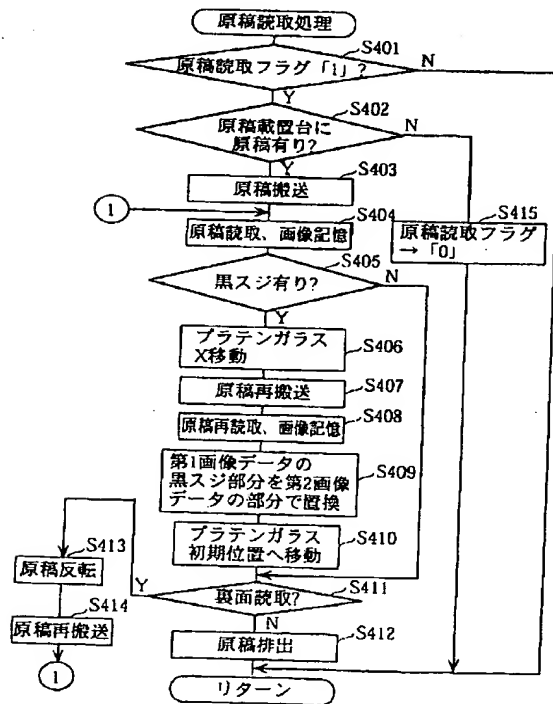 原稿読取処理
S401
原稿読取フラグ「1」?
N
Y
S402
原稿載置台に
原稿有り?
N
Y
S403
原稿搬送
1
S404
原稿読取、画像記憶
S415
原稿読取フラグ
→「0」
S405
黒スジ有り?
N
Y
プラテンガラス
X移動
S406
S407
原稿再搬送
S408
原稿再読取、画像記憶
第1画像データの
黒スジ部分を第2画像
データの部分で置換
S409
プラテンガラス
初期位置へ移動
S410
S413
原稿反転
Y
S411
裏面読取?
S414
原稿再搬送
N
S412
原稿排出
1
リターン